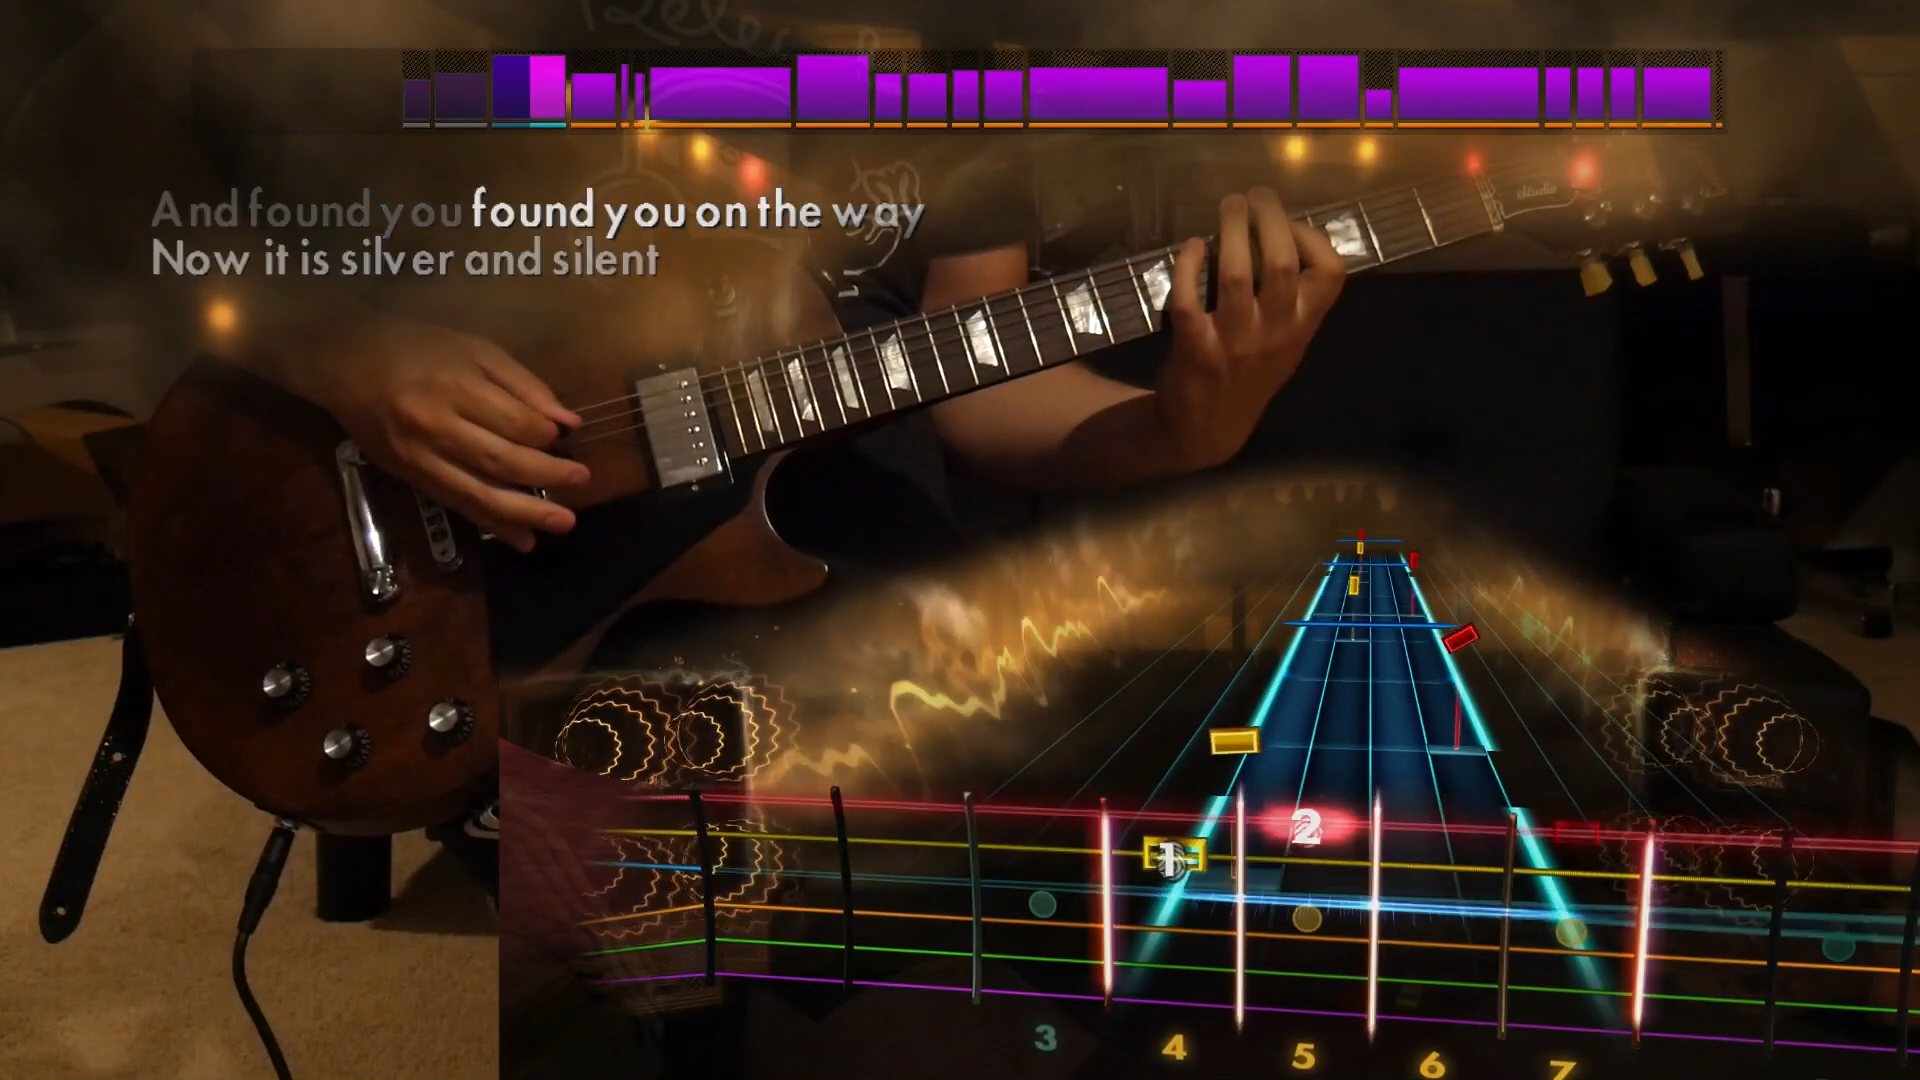 And found you found you on the way
Now it is silver and silent
Studio
1
2
3
4
5
6
7